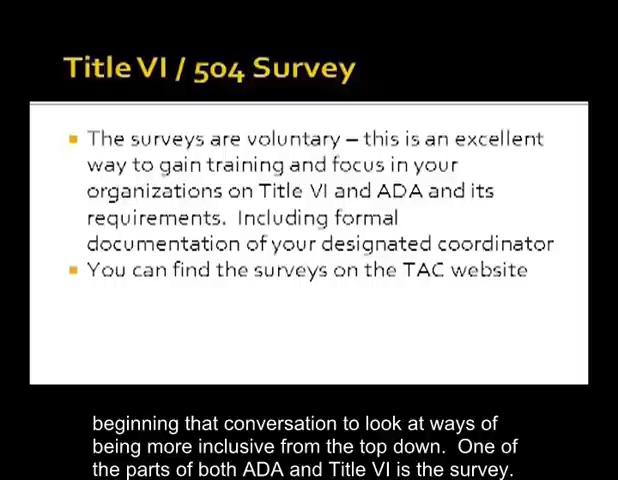 Title VI / 504 Survey
The surveys are voluntary – this is an excellent
way to gain training and focus in your
organizations on Title VI and ADA and its
requirements. Including formal
documentation of your designated coordinator
You can find the surveys on the TAC website
beginning that conversation to look at ways of
being more inclusive from the top down. One of
the parts of both ADA and Title VI is the survey.